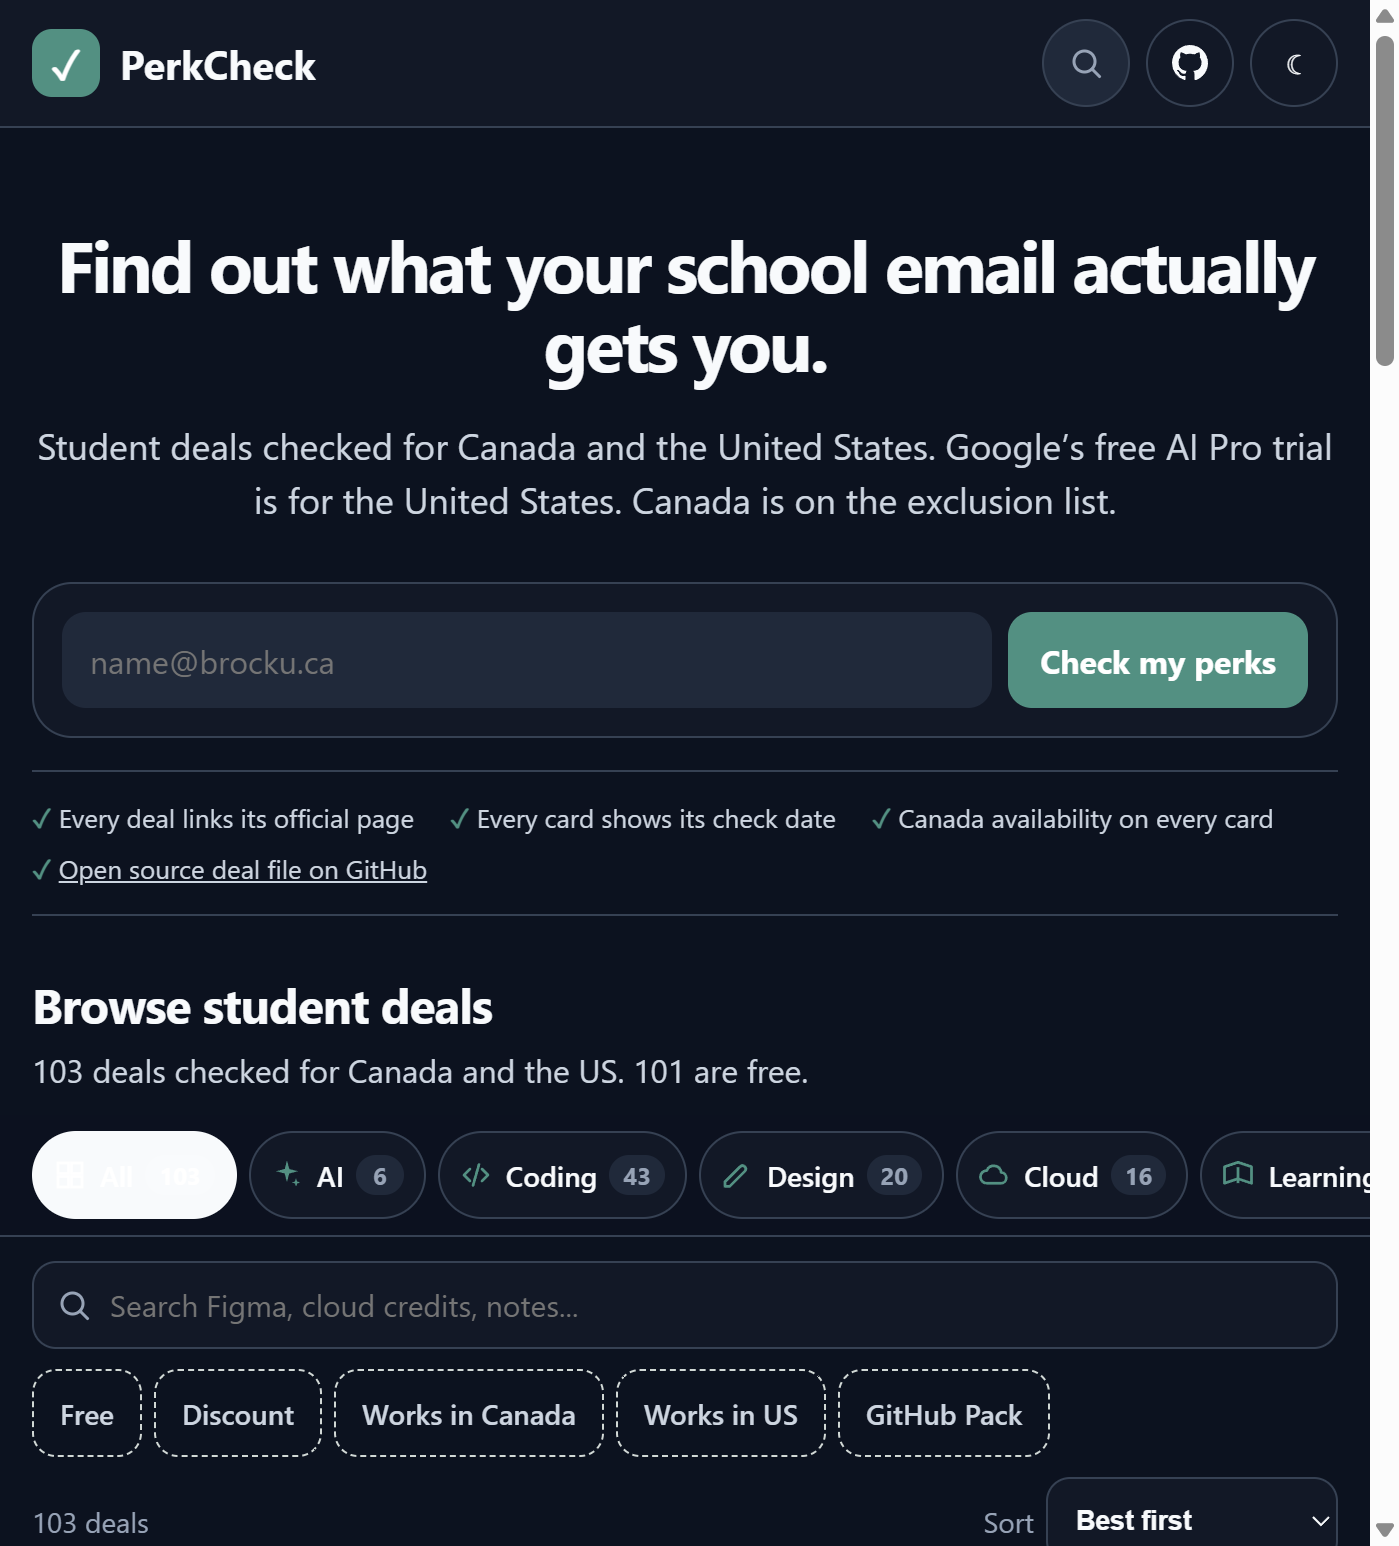 ✓ PerkCheck
Find out what your school email actually
gets you.
Student deals checked for Canada and the United States. Google’s free AI Pro trial
is for the United States. Canada is on the exclusion list.
name@brocku.ca Check my perks
✓ Every deal links its official page ✓ Every card shows its check date ✓ Canada availability on every card
✓ Open source deal file on GitHub
Browse student deals
103 deals checked for Canada and the US. 101 are free.
All 103 AI 6 </> Coding 43 Design 20 Cloud 16 Learning
Search Figma, cloud credits, notes...
Free Discount Works in Canada Works in US GitHub Pack
103 deals Sort Best first